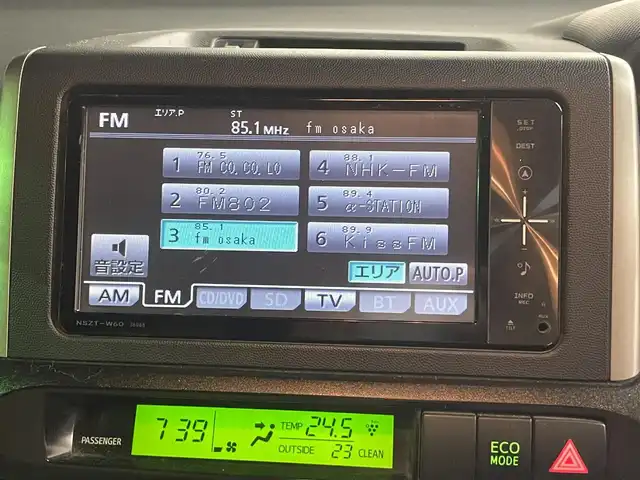 FM エリア.P ST 85.1MHz fm osaka
1 76.5 FM CO.CO.LO
4 88.1 NHK-FM
2 80.2 FM802
5 89.4 α-STATION
3 85.1 fm osaka
6 89.9 KissFM
音設定
エリア AUTO.P
AM FM CD/DVD SD TV BT AUX
NSZT-W60
SET
DEST
INFO
REC
TILT
AUX
PASSENGER
7:39
TEMP 24.5
OUTSIDE 23 CLEAN
ECO
MODE